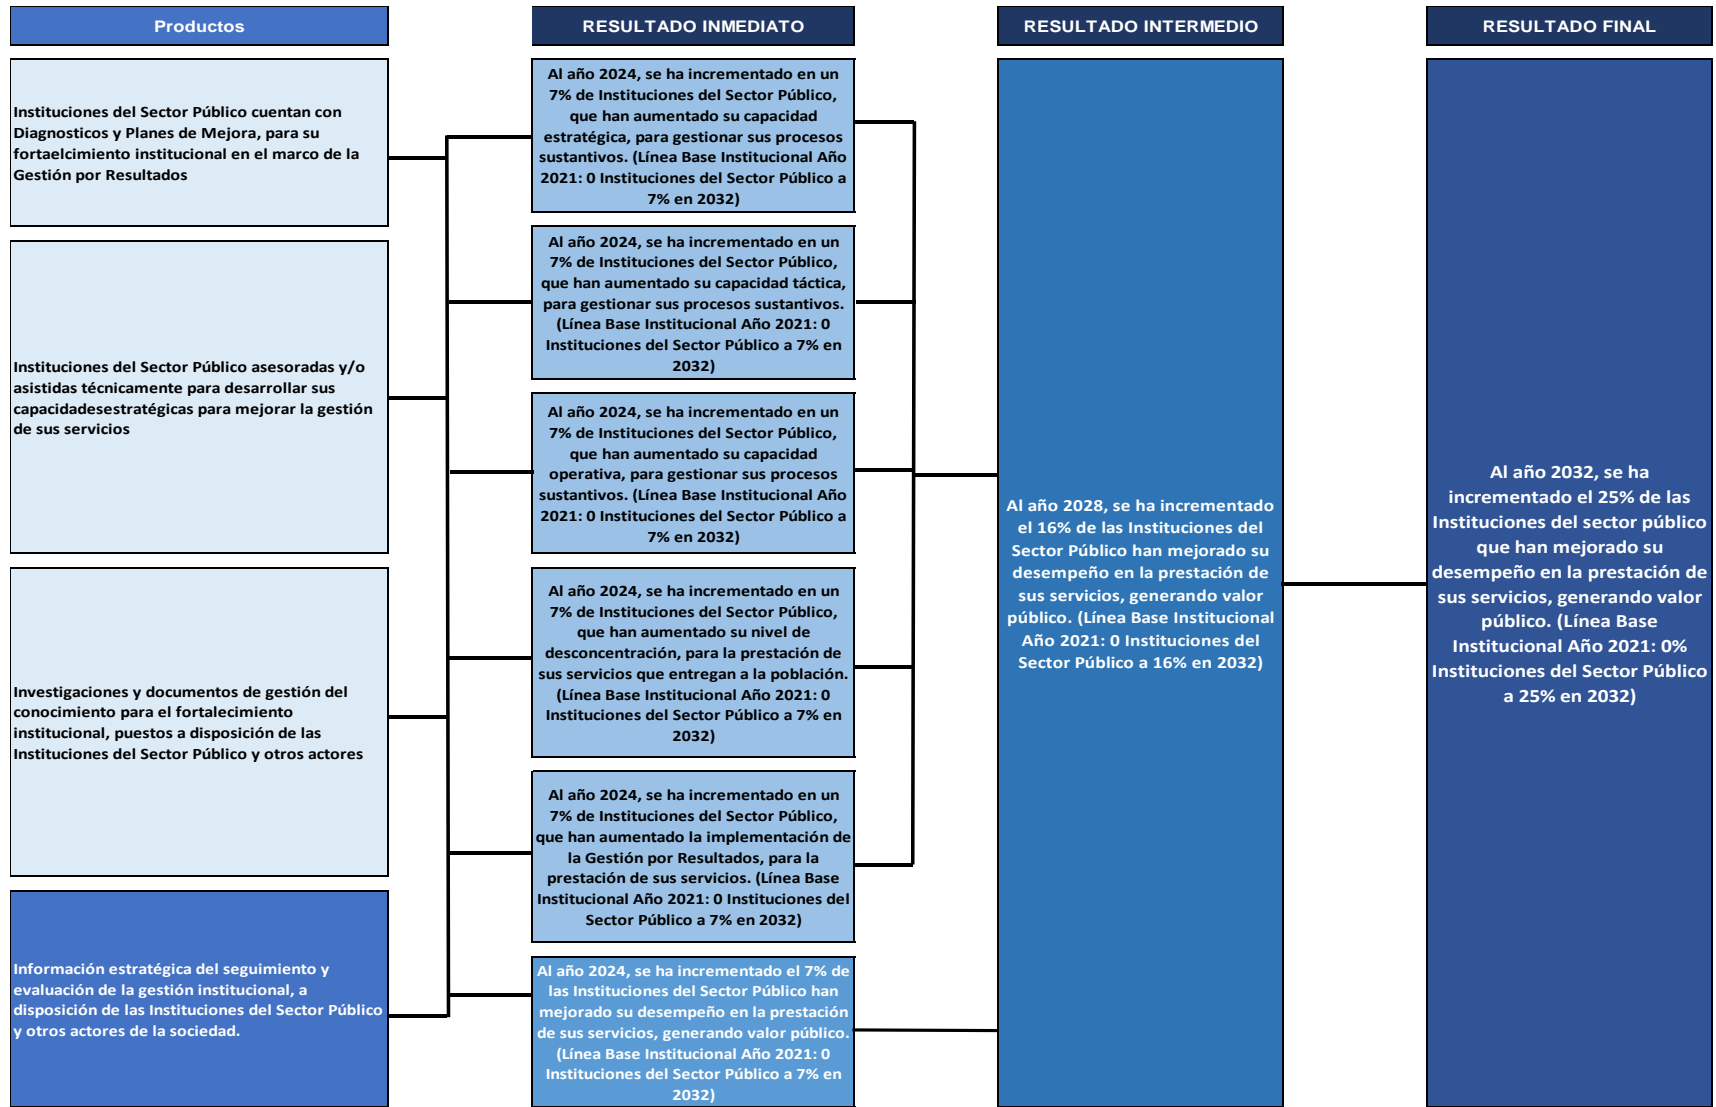 Productos
Instituciones del Sector Público cuentan con
Diagnosticos y Planes de Mejora, para su
fortaelcimiento institucional en el marco de la
Gestión por Resultados
Instituciones del Sector Público asesoradas y/o
asistidas técnicamente para desarrollar sus
capacidadesestratégicas para mejorar la gestión
de sus servicios
Investigaciones y documentos de gestión del
conocimiento para el fortalecimiento
institucional, puestos a disposición de las
Instituciones del Sector Público y otros actores
Información estratégica del seguimiento y
evaluación de la gestión institucional, a
disposición de las Instituciones del Sector Público
y otros actores de la sociedad.
RESULTADO INMEDIATO
Al año 2024, se ha incrementado en un
7% de Instituciones del Sector Público,
que han aumentado su capacidad
estratégica, para gestionar sus procesos
sustantivos. (Línea Base Institucional Año
2021: 0 Instituciones del Sector Público a
7% en 2032)
Al año 2024, se ha incrementado en un
7% de Instituciones del Sector Público,
que han aumentado su capacidad táctica,
para gestionar sus procesos sustantivos.
(Línea Base Institucional Año 2021: 0
Instituciones del Sector Público a 7% en
2032)
Al año 2024, se ha incrementado en un
7% de Instituciones del Sector Público,
que han aumentado su capacidad
operativa, para gestionar sus procesos
sustantivos. (Línea Base Institucional Año
2021: 0 Instituciones del Sector Público a
7% en 2032)
Al año 2024, se ha incrementado en un
7% de Instituciones del Sector Público,
que han aumentado su nivel de
desconcentración, para la prestación de
sus servicios que entregan a la población.
(Línea Base Institucional Año 2021: 0
Instituciones del Sector Público a 7% en
2032)
Al año 2024, se ha incrementado en un
7% de Instituciones del Sector Público,
que han aumentado la implementación de
la Gestión por Resultados, para la
prestación de sus servicios. (Línea Base
Institucional Año 2021: 0 Instituciones del
Sector Público a 7% en 2032)
Al año 2024, se ha incrementado el 7% de
las Instituciones del Sector Público han
mejorado su desempeño en la prestación
de sus servicios, generando valor público.
(Línea Base Institucional Año 2021: 0
Instituciones del Sector Público a 7% en
2032)
RESULTADO INTERMEDIO
Al año 2028, se ha incrementado
el 16% de las Instituciones del
Sector Público han mejorado su
desempeño en la prestación de
sus servicios, generando valor
público. (Línea Base Institucional
Año 2021: 0 Instituciones del
Sector Público a 16% en 2032)
RESULTADO FINAL
Al año 2032, se ha
incrementado el 25% de las
Instituciones del sector público
que han mejorado su
desempeño en la prestación de
sus servicios, generando valor
público. (Línea Base
Institucional Año 2021: 0%
Instituciones del Sector Público
a 25% en 2032)